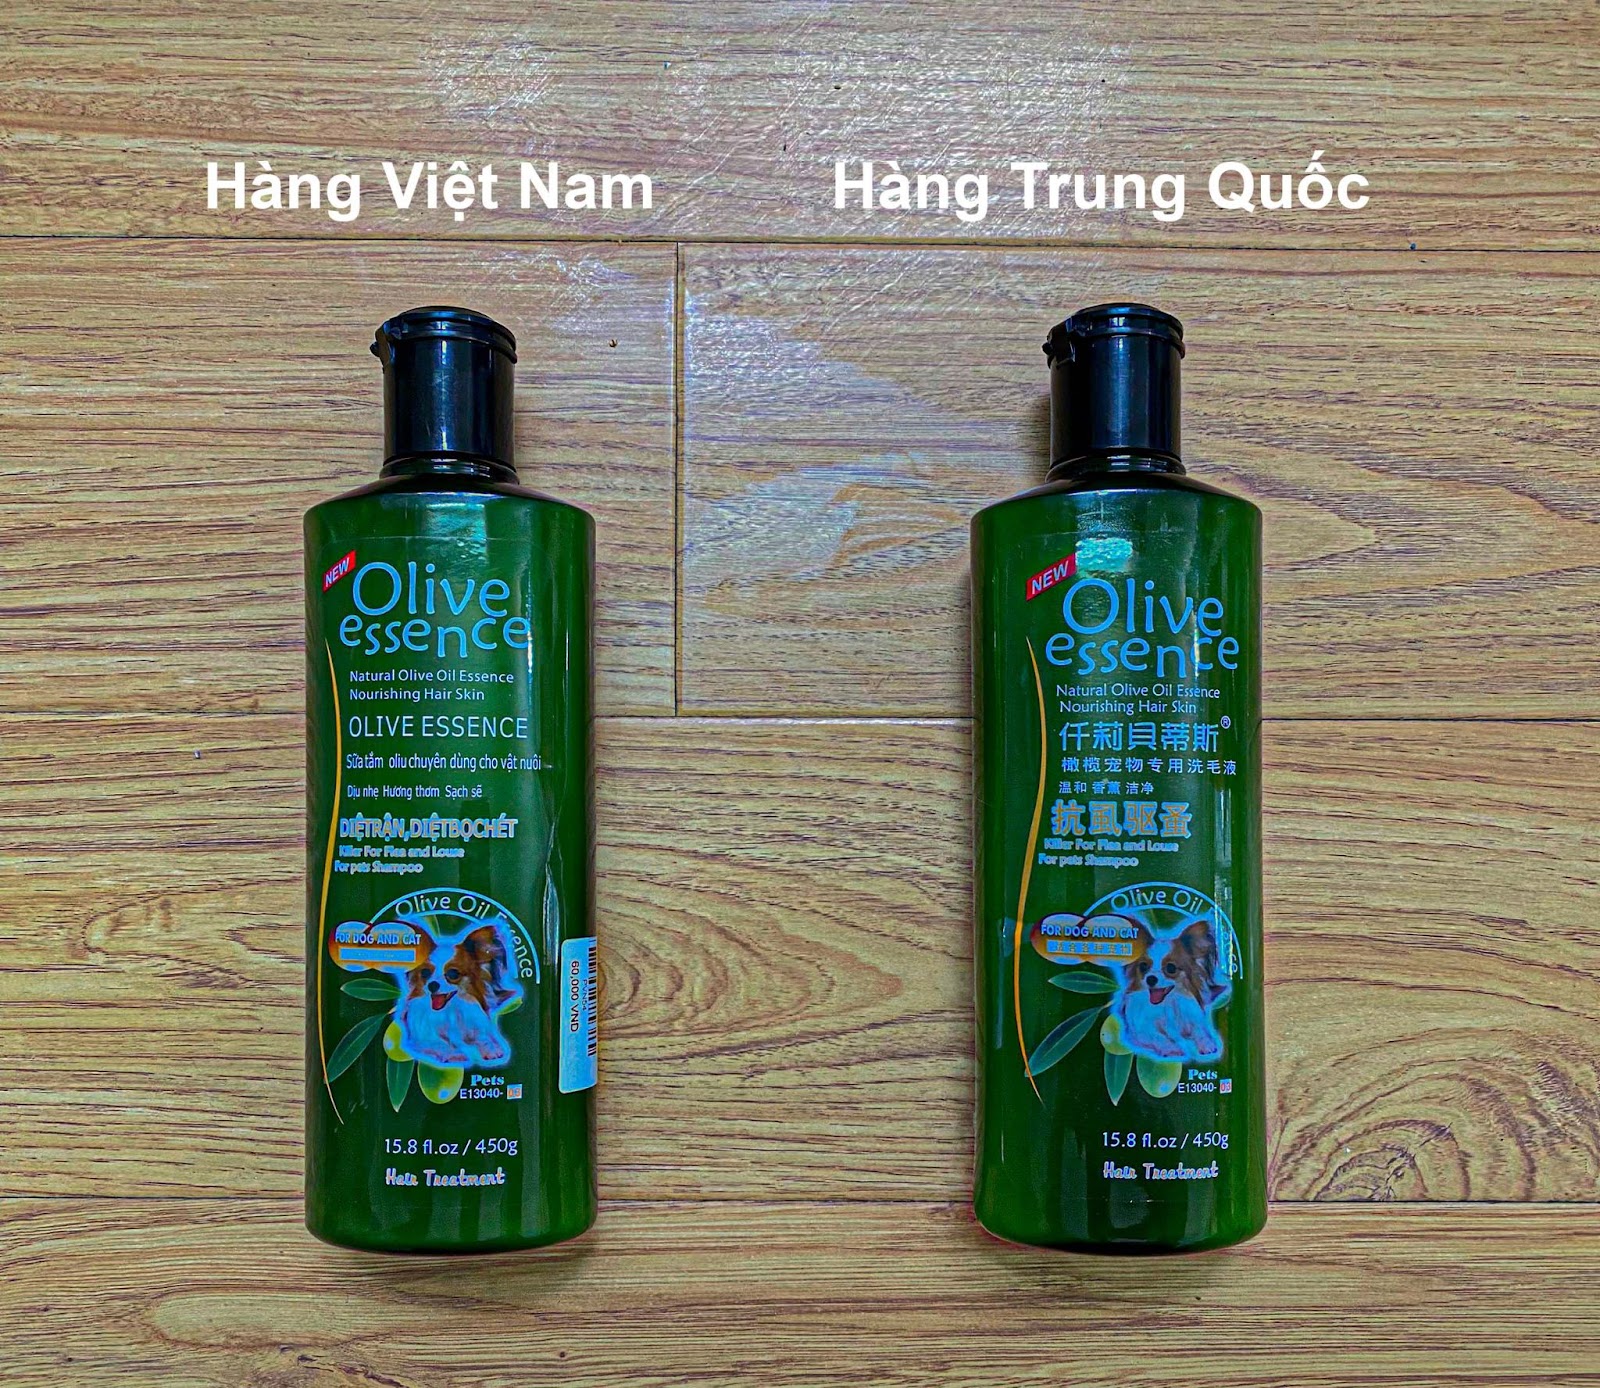 Hàng Việt Nam
Hàng Trung Quốc
NEW
Olive
essence
Natural Olive Oil Essence
Nourishing Hair Skin
OLIVE ESSENCE
Sữa tắm oliu chuyên dùng cho vật nuôi
Dịu nhẹ Hương thơm Sạch sẽ
DIỆTRÂN,DIỆTBỌCHÉT
Killer For Flea and Louse
For pets Shampoo
Olive Oil Essence
FOR DOG AND CAT
60,000 VND
Pets
E13040-
15.8 fl.oz / 450g
Hair Treatment
NEW
Olive
essence
Natural Olive Oil Essence
Nourishing Hair Skin
仟莉贝蒂斯®
橄榄宠物专用洗毛液
温和 香薰 洁净
抗虱驱蚤
Killer For Flea and Louse
For pets Shampoo
Olive Oil
FOR DOG AND CAT
Pets
E13040-03
15.8 fl.oz / 450g
Hair Treatment